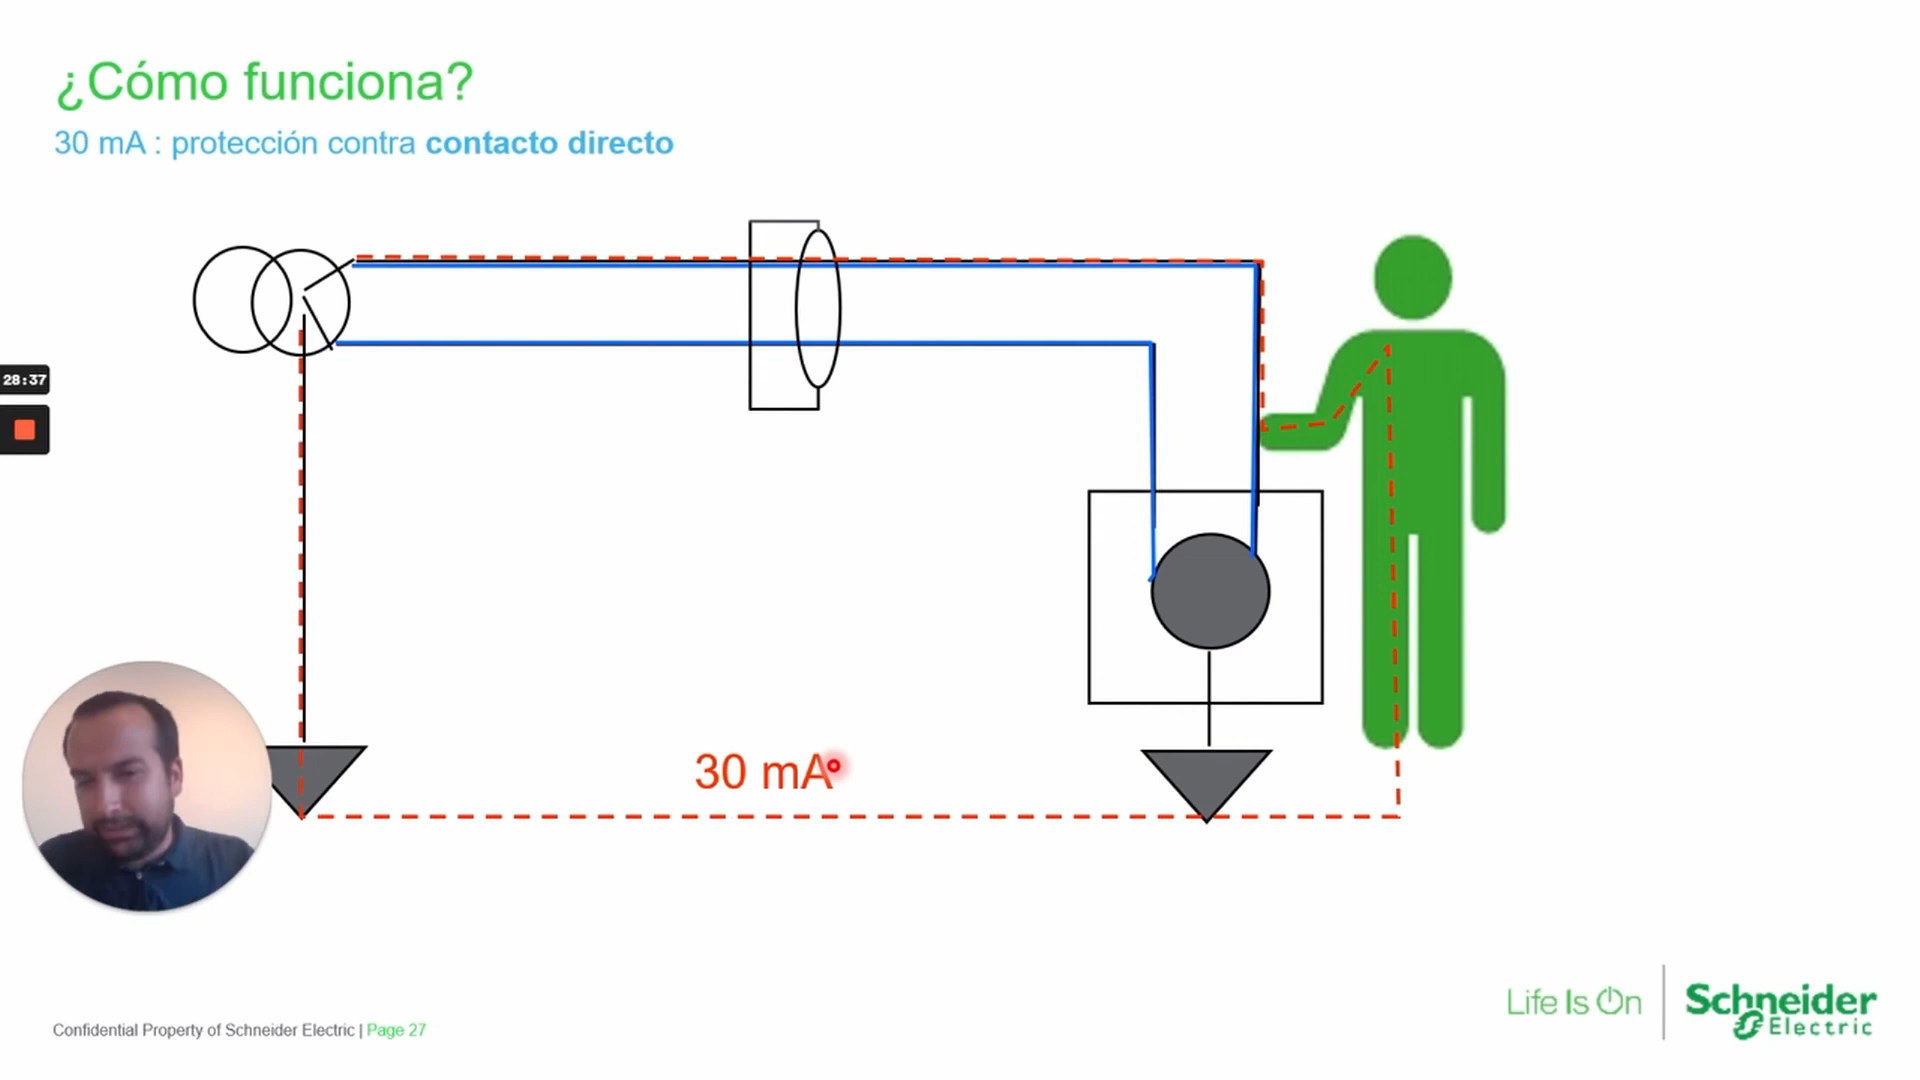 ¿Cómo funciona?
30 mA : protección contra contacto directo
28:37
30 mA
Life Is On
Schneider
Electric
Confidential Property of Schneider Electric | Page 27